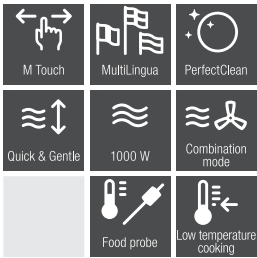 M Touch
MultiLingua
PerfectClean
Quick & Gentle
1000 W
Combination
mode
Food probe
Low temperature
cooking